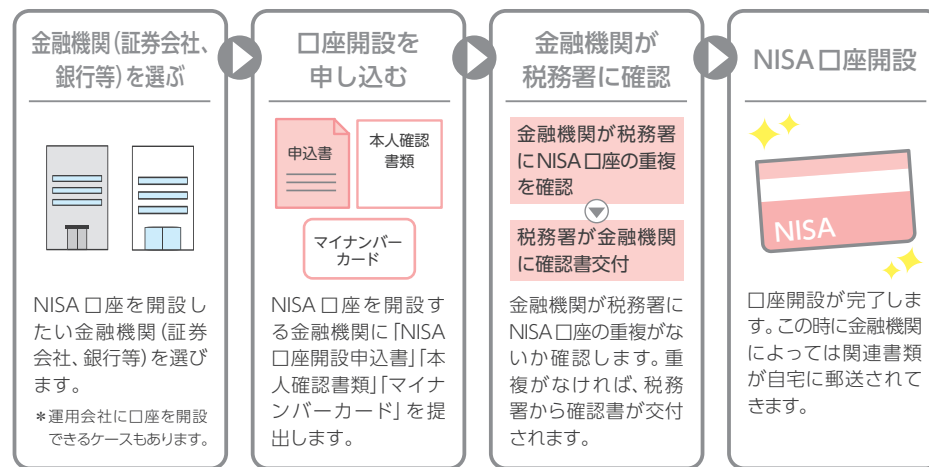 金融機関(証券会社、
銀行等)を選ぶ
NISA口座を開設し
たい金融機関(証券
会社、銀行等)を選び
ます。
*運用会社に口座を開設
できるケースもあります。
口座開設を
申し込む
申込書
本人確認
書類
マイナンバー
カード
NISA口座を開設す
る金融機関に「NISA
口座開設申込書」「本
人確認書類」「マイナ
ンバーカード」を提
出します。
金融機関が
税務署に確認
金融機関が税務署
にNISA口座の重複
を確認
税務署が金融機関
に確認書交付
金融機関が税務署に
NISA口座の重複がな
いか確認します。重
複がなければ、税務
署から確認書が交付
されます。
NISA口座開設
NISA
口座開設が完了しま
す。この時に金融機関
によっては関連書類
が自宅に郵送されて
きます。